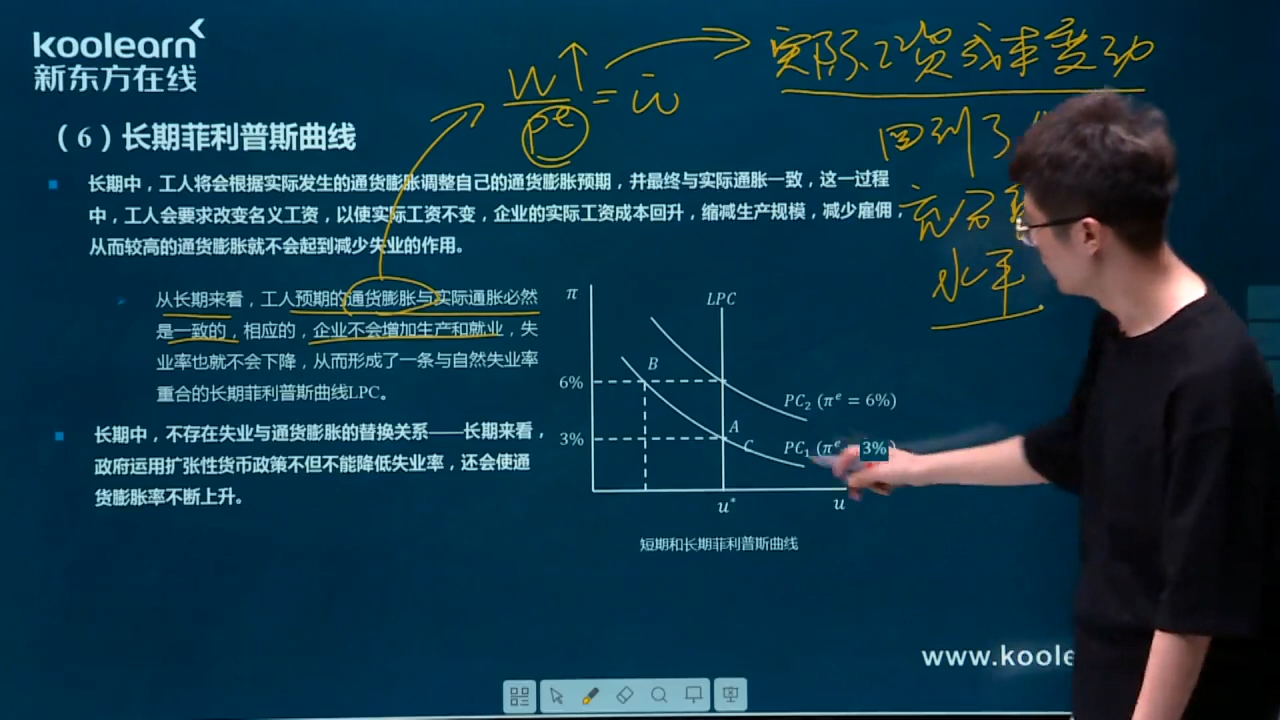 koolearn
新东方在线
W↑
Pᵉ
= w̄
实际工资成本变动
回到了
充分
水平
（6）长期菲利普斯曲线
长期中，工人将会根据实际发生的通货膨胀调整自己的通货膨胀预期，并最终与实际通胀一致，这一过程
中，工人会要求改变名义工资，以使实际工资不变，企业的实际工资成本回升，缩减生产规模，减少雇佣，
从而较高的通货膨胀就不会起到减少失业的作用。
从长期来看，工人预期的通货膨胀与实际通胀必然
是一致的，相应的，企业不会增加生产和就业，失
业率也就不会下降，从而形成了一条与自然失业率
重合的长期菲利普斯曲线LPC。
长期中，不存在失业与通货膨胀的替换关系——长期来看，
政府运用扩张性货币政策不但不能降低失业率，还会使通
货膨胀率不断上升。
π
LPC
B
6%
PC₂ (πᵉ = 6%)
A
3%
C
PC₁ (πᵉ 3%)
u*
u
短期和长期菲利普斯曲线
www.koole